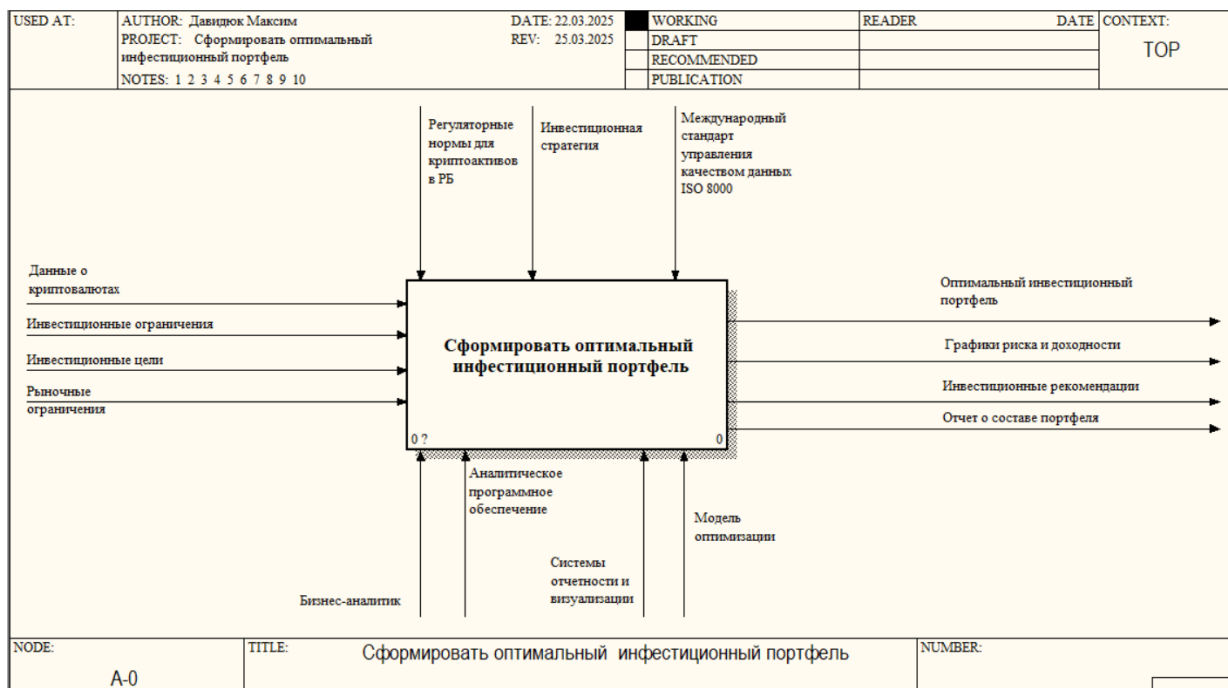 USED AT:
AUTHOR: Давидюк Максим
DATE: 22.03.2025
WORKING
READER
DATE
CONTEXT:
PROJECT: Сформировать оптимальный
REV: 25.03.2025
DRAFT
TOP
инфестиционный портфель
RECOMMENDED
NOTES: 1 2 3 4 5 6 7 8 9 10
PUBLICATION
Регуляторные
нормы для
криптоактивов
в РБ
Инвестиционная
стратегия
Международный
стандарт
управления
качеством данных
ISO 8000
Данные о
криптовалютах
Инвестиционные ограничения
Инвестиционные цели
Рыночные
ограничения
Сформировать оптимальный
инфестиционный портфель
0 ?
0
Оптимальный инвестиционный
портфель
Графики риска и доходности
Инвестиционные рекомендации
Отчет о составе портфеля
Бизнес-аналитик
Аналитическое
программное
обеспечение
Системы
отчетности и
визуализации
Модель
оптимизации
NODE:
TITLE:
Сформировать оптимальный инфестиционный портфель
NUMBER:
A-0